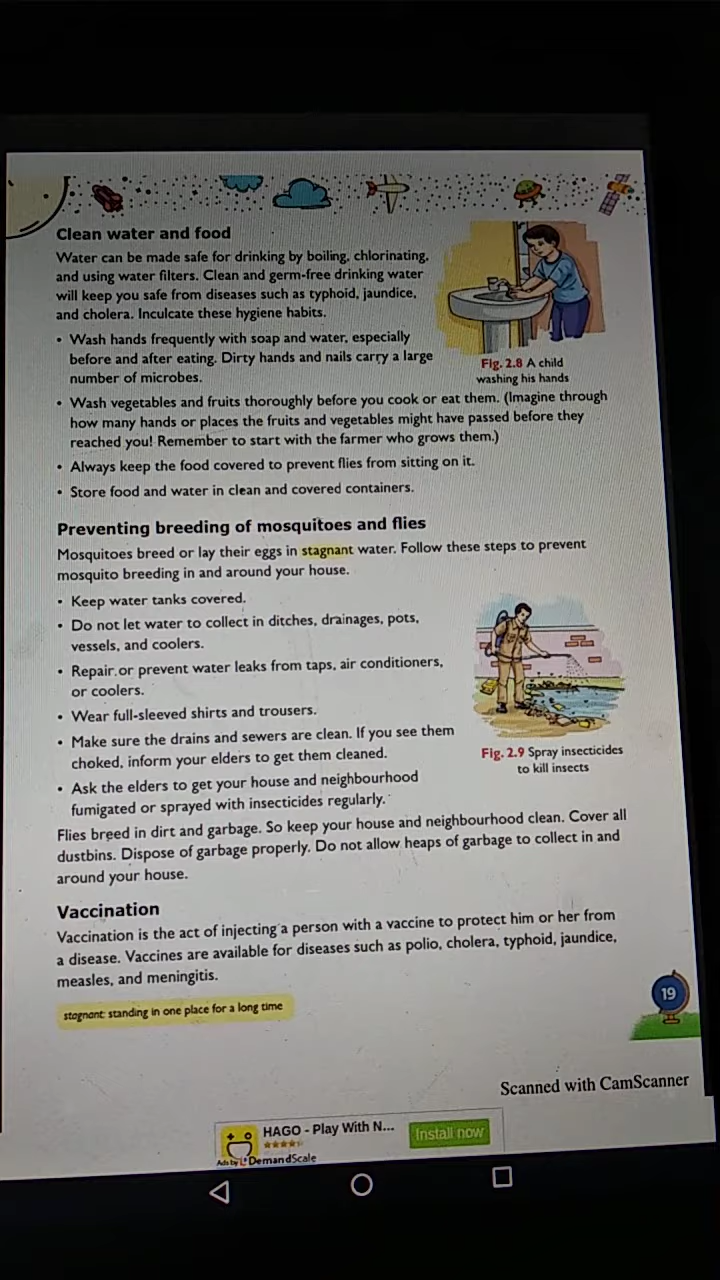 Clean water and food
Water can be made safe for drinking by boiling, chlorinating,
and using water filters. Clean and germ-free drinking water
will keep you safe from diseases such as typhoid, jaundice,
and cholera. Inculcate these hygiene habits.
• Wash hands frequently with soap and water, especially
before and after eating. Dirty hands and nails carry a large
number of microbes.
Fig. 2.8 A child
washing his hands
• Wash vegetables and fruits thoroughly before you cook or eat them. (Imagine through
how many hands or places the fruits and vegetables might have passed before they
reached you! Remember to start with the farmer who grows them.)
• Always keep the food covered to prevent flies from sitting on it.
• Store food and water in clean and covered containers.
Preventing breeding of mosquitoes and flies
Mosquitoes breed or lay their eggs in stagnant water. Follow these steps to prevent
mosquito breeding in and around your house.
• Keep water tanks covered.
• Do not let water to collect in ditches, drainages, pots,
vessels, and coolers.
• Repair or prevent water leaks from taps, air conditioners,
or coolers.
• Wear full-sleeved shirts and trousers.
• Make sure the drains and sewers are clean. If you see them
choked, inform your elders to get them cleaned.
• Ask the elders to get your house and neighbourhood
fumigated or sprayed with insecticides regularly.
Fig. 2.9 Spray insecticides
to kill insects
Flies breed in dirt and garbage. So keep your house and neighbourhood clean. Cover all
dustbins. Dispose of garbage properly. Do not allow heaps of garbage to collect in and
around your house.
Vaccination
Vaccination is the act of injecting a person with a vaccine to protect him or her from
a disease. Vaccines are available for diseases such as polio, cholera, typhoid, jaundice,
measles, and meningitis.
stagnant: standing in one place for a long time
19
Scanned with CamScanner
HAGO - Play With N...
Install now
Ads by DemandScale